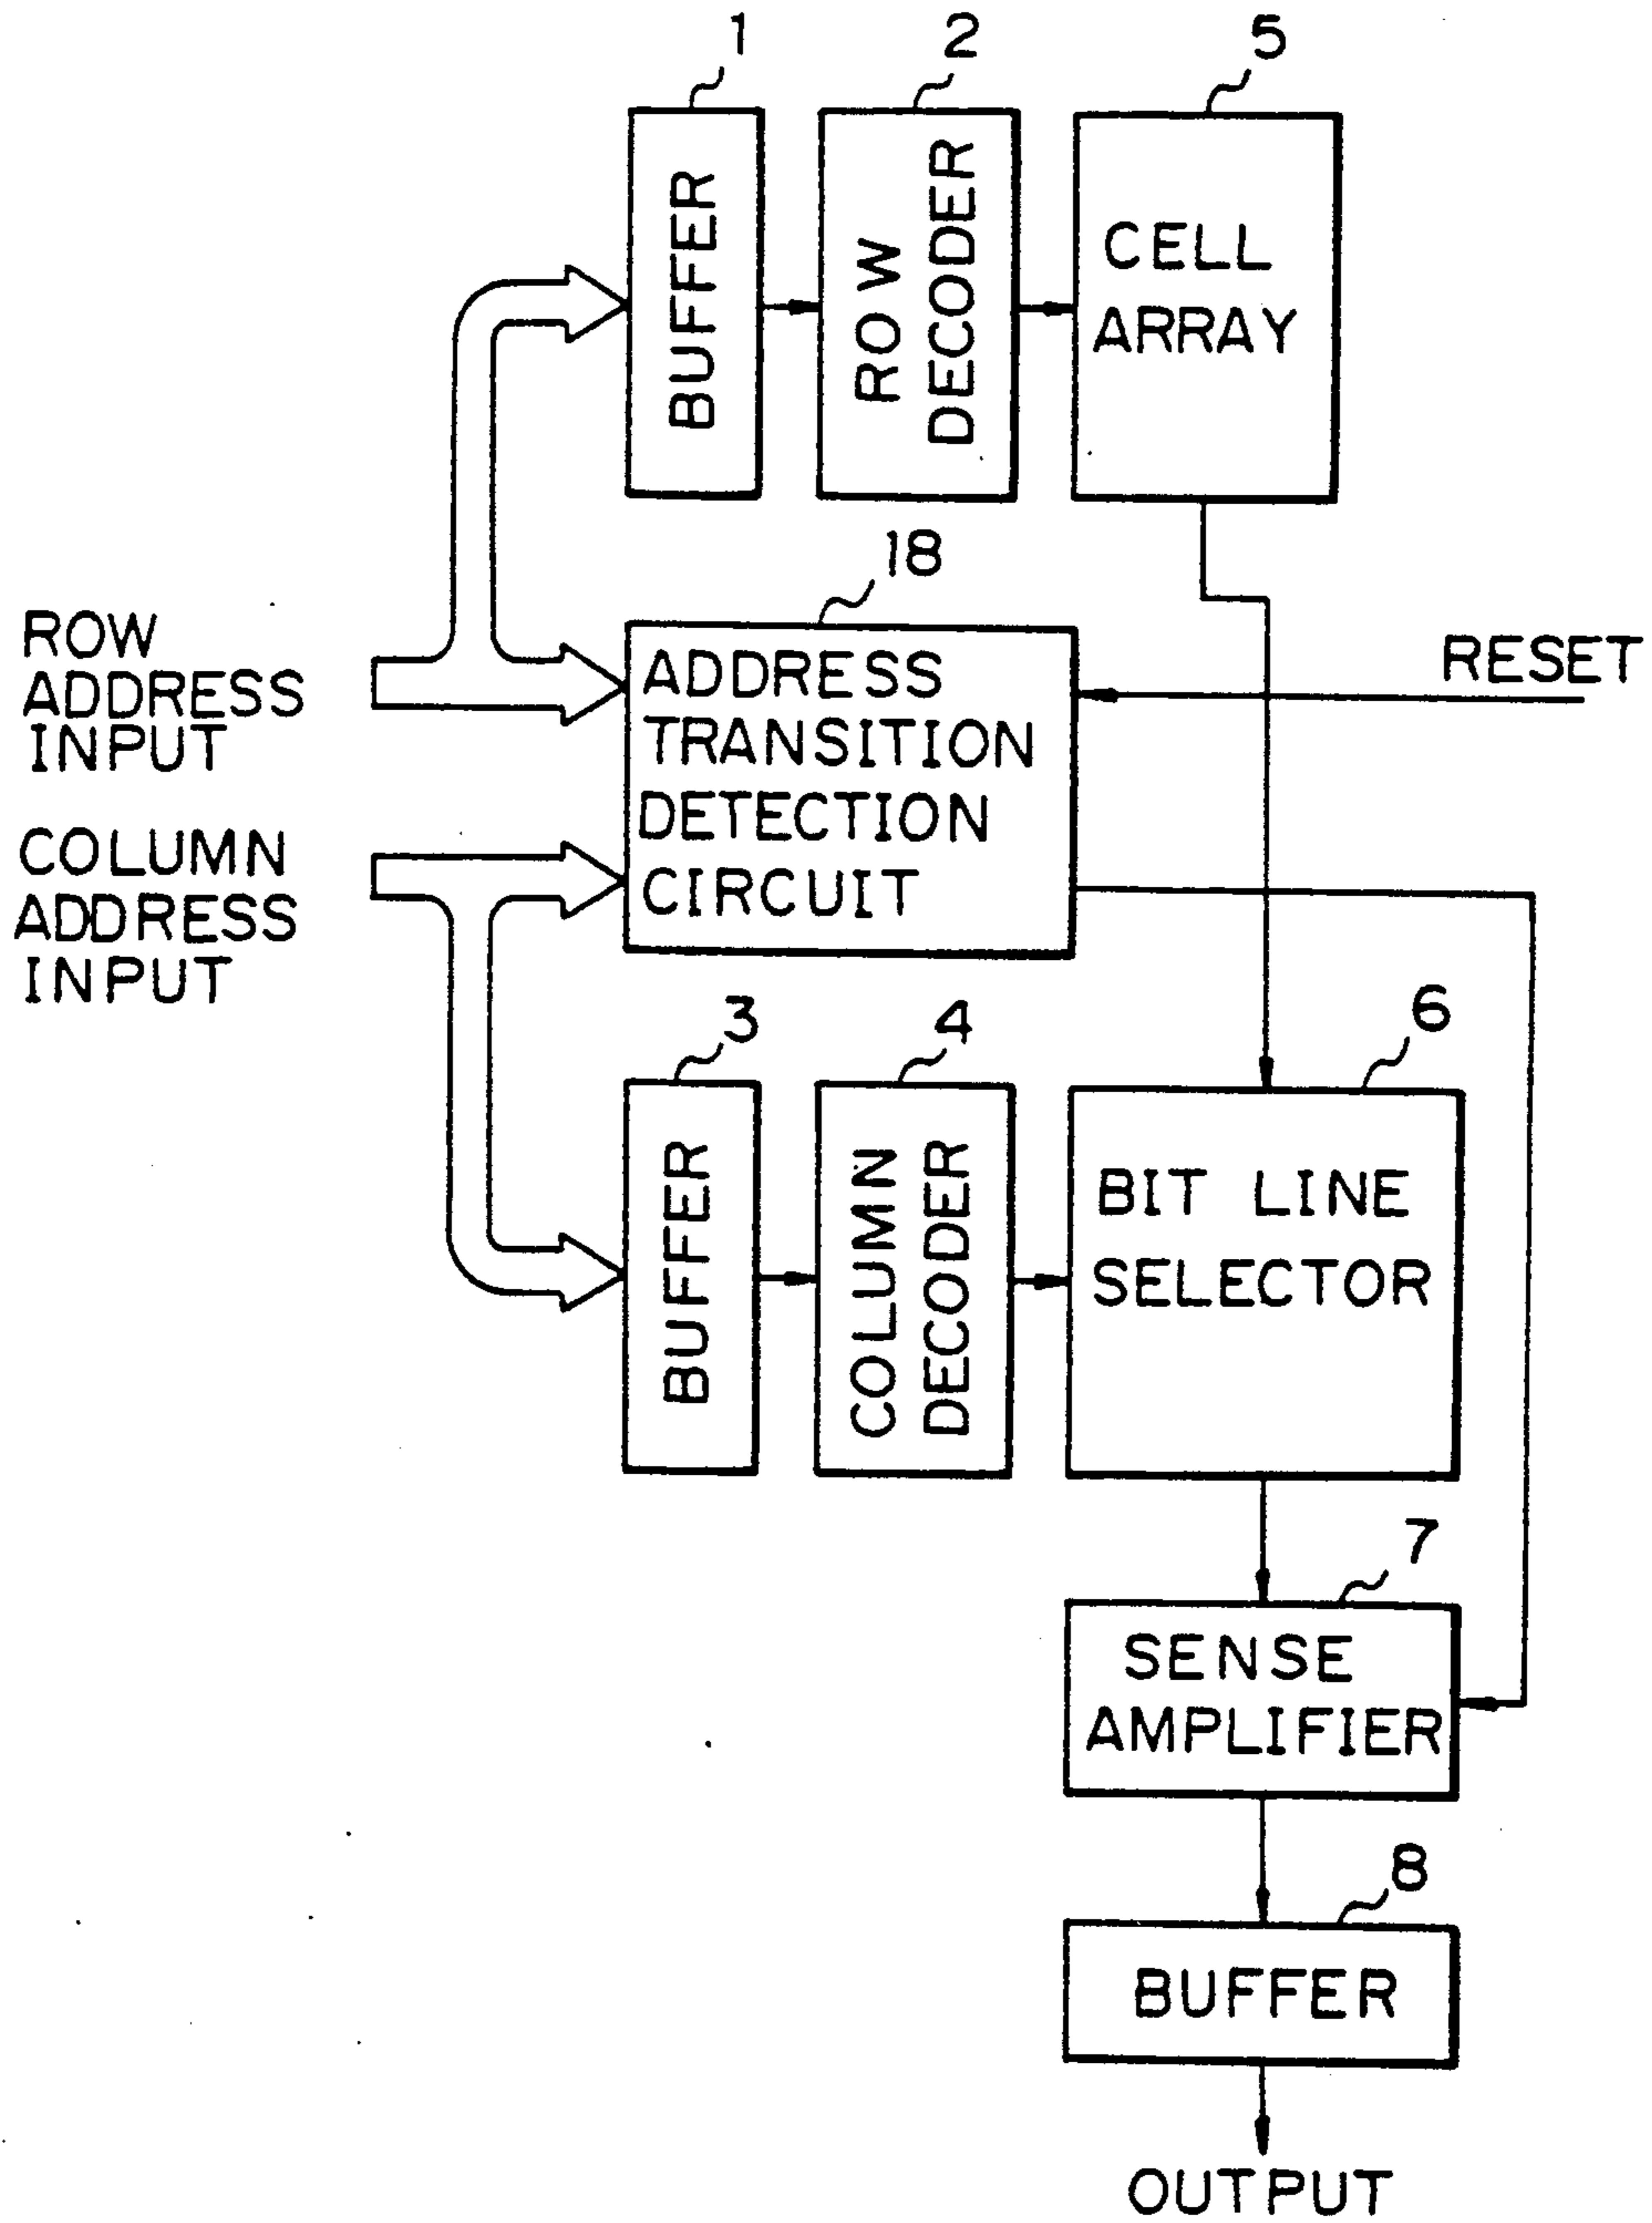 1
2
5
BUFFER
ROW
DECODER
CELL
ARRAY
18
ROW
ADDRESS
INPUT
ADDRESS
TRANSITION
DETECTION
CIRCUIT
RESET
COLUMN
ADDRESS
INPUT
3
4
6
BUFFER
COLUMN
DECODER
BIT LINE
SELECTOR
7
SENSE
AMPLIFIER
8
BUFFER
OUTPUT